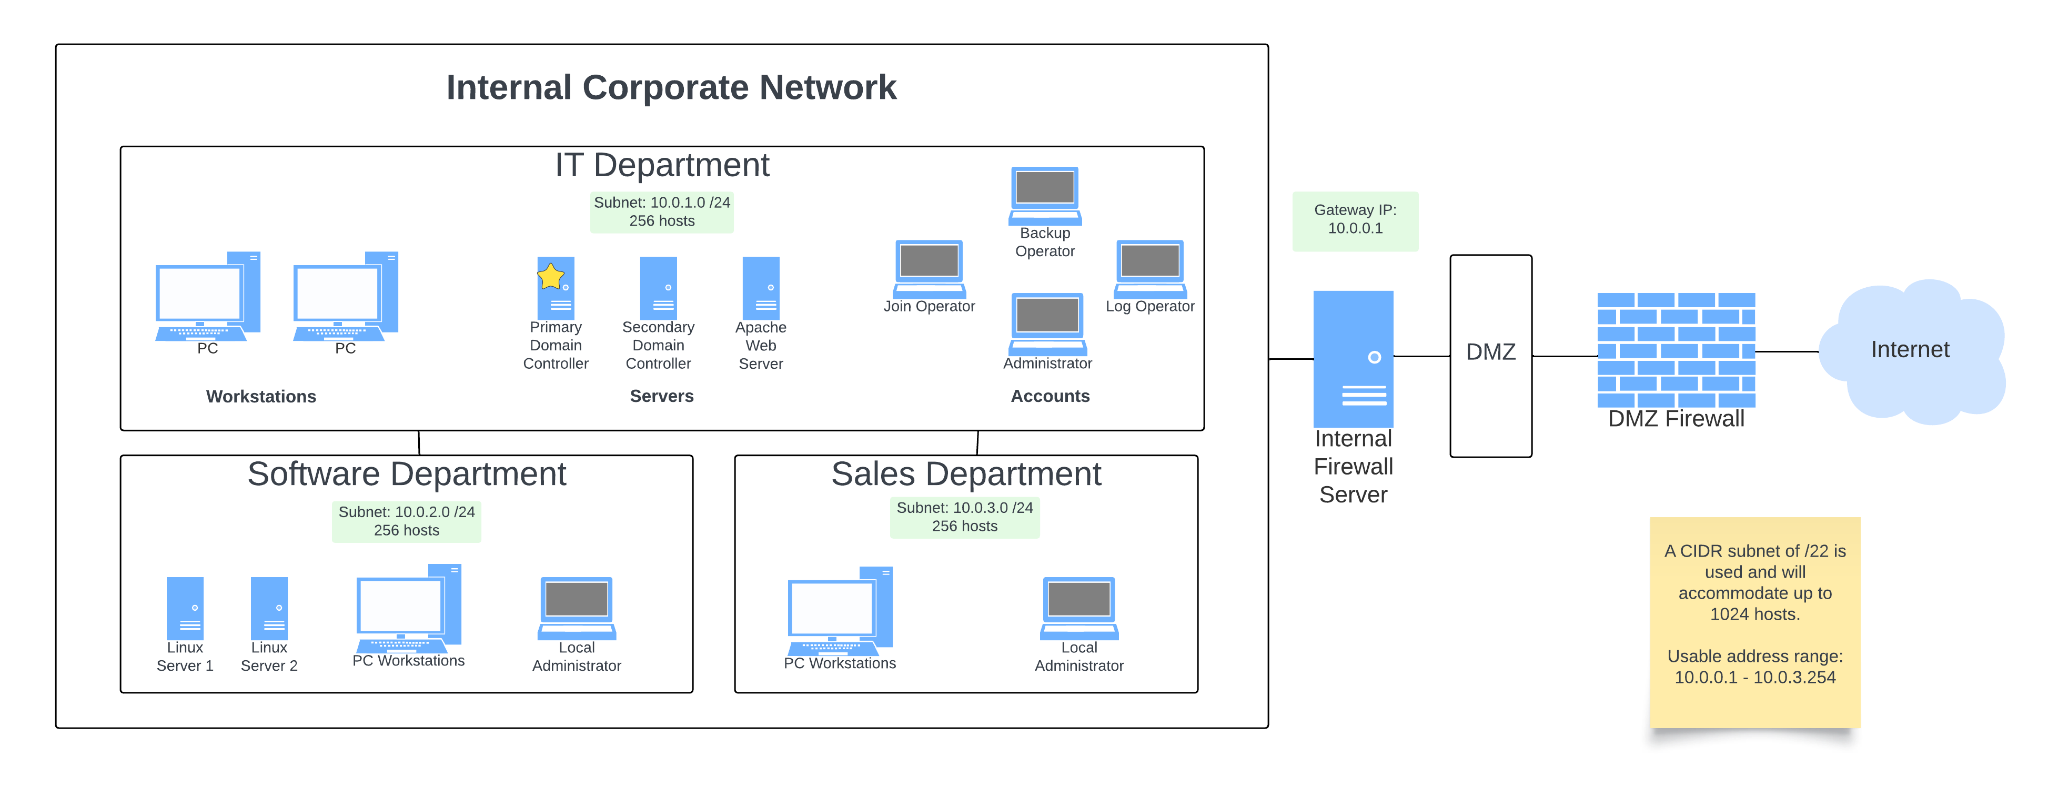 Internal Corporate Network
IT Department
Subnet: 10.0.1.0 /24
256 hosts
PC
PC
Workstations
Primary
Domain
Controller
Secondary
Domain
Controller
Apache
Web
Server
Servers
Backup
Operator
Join Operator
Log Operator
Administrator
Accounts
Software Department
Subnet: 10.0.2.0 /24
256 hosts
Linux
Server 1
Linux
Server 2
PC Workstations
Local
Administrator
Sales Department
Subnet: 10.0.3.0 /24
256 hosts
PC Workstations
Local
Administrator
Gateway IP:
10.0.0.1
Internal
Firewall
Server
DMZ
DMZ Firewall
Internet
A CIDR subnet of /22 is
used and will
accommodate up to
1024 hosts.
Usable address range:
10.0.0.1 - 10.0.3.254